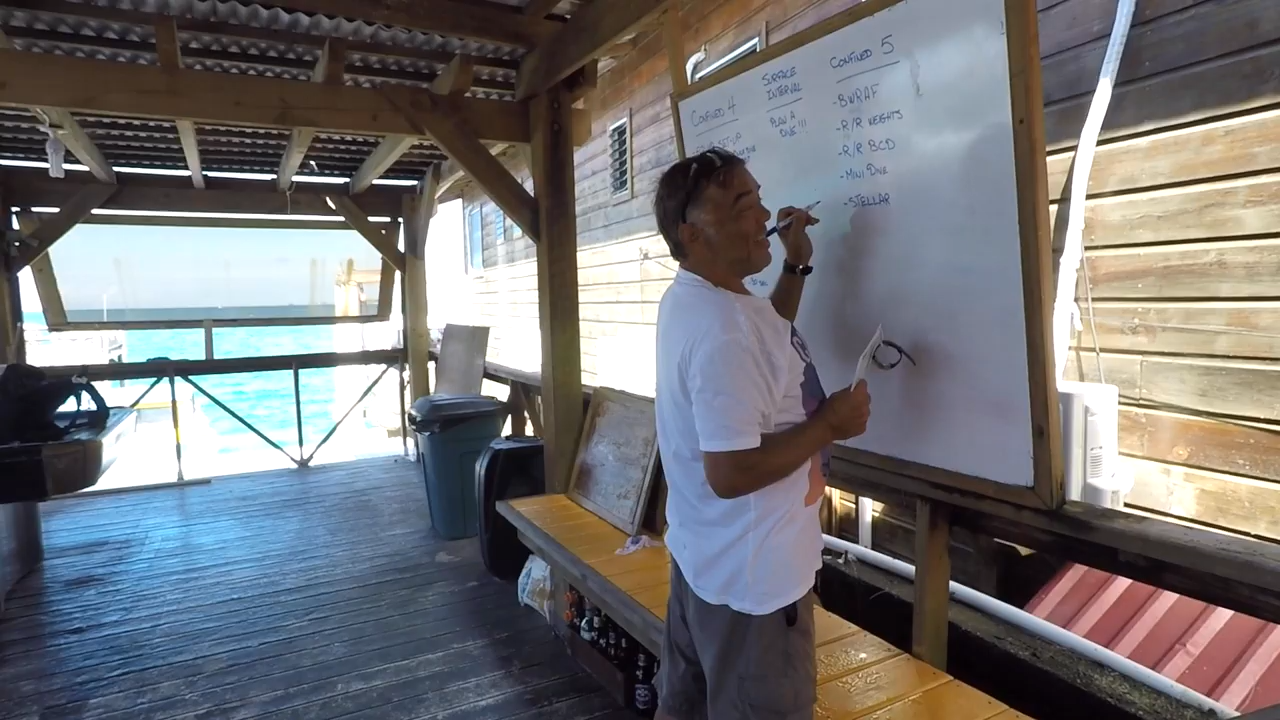 CONFINED 4
SURFACE
INTERVAL
PLAN A
DIVE!!!
CONFINED 5
-BWRAF
-R/R WEIGHTS
-R/R BCD
-MINI DIVE
-STELLAR